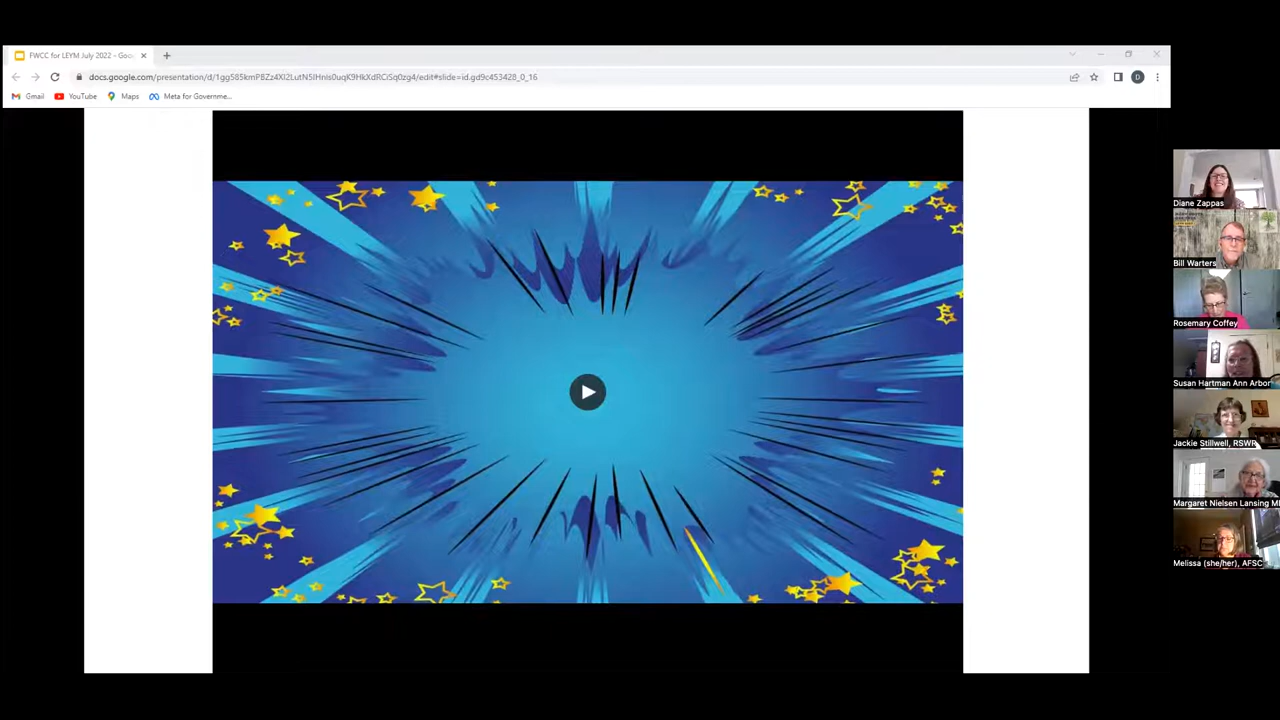 FWCC for LEYM July 2022 - Goo
docs.google.com/presentation/d/1gg585kmP8Zz4Xl2LutN5IHnis0uqK9HkXdRCiSq0zg4/edit#slide=id.gd9c453428_0_16
Gmail
YouTube
Maps
Meta for Governme...
Diane Zappas
Bill Warters
Rosemary Coffey
Susan Hartman Ann Arbor
Jackie Stillwell, RSWR
Margaret Nielsen Lansing MI
Melissa (she/her), AFSC